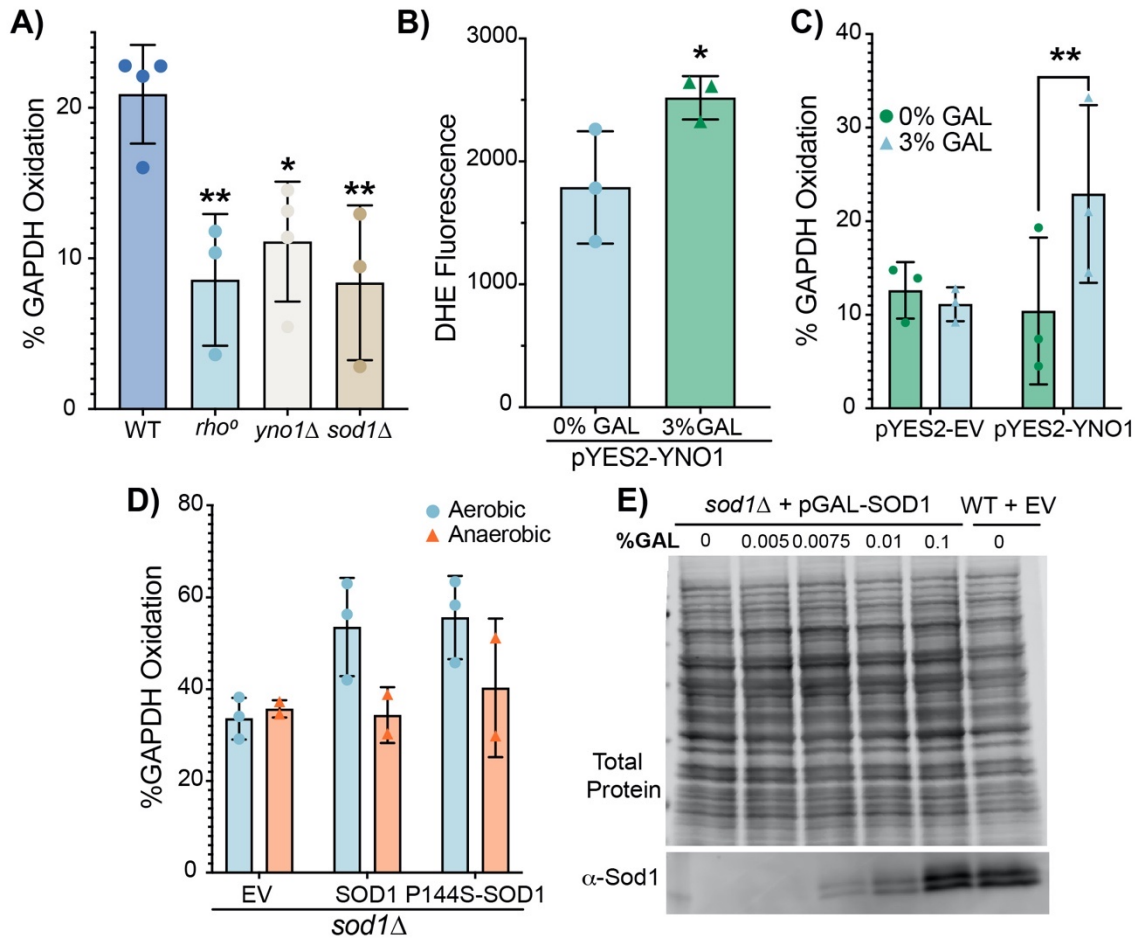 A)
% GAPDH Oxidation
20
10
0
**
*
**
WT
rho⁰
yno1Δ
sod1Δ
B)
DHE Fluorescence
3000
2000
1000
0
*
0% GAL
3%GAL
pYES2-YNO1
C)
% GAPDH Oxidation
40
30
20
10
0
0% GAL
3% GAL
**
pYES2-EV
pYES2-YNO1
D)
%GAPDH Oxidation
80
60
40
20
0
Aerobic
Anaerobic
EV
SOD1
P144S-SOD1
sod1Δ
E)
sod1Δ + pGAL-SOD1
WT + EV
%GAL 0 0.005 0.0075 0.01 0.1 0
Total
Protein
α-Sod1